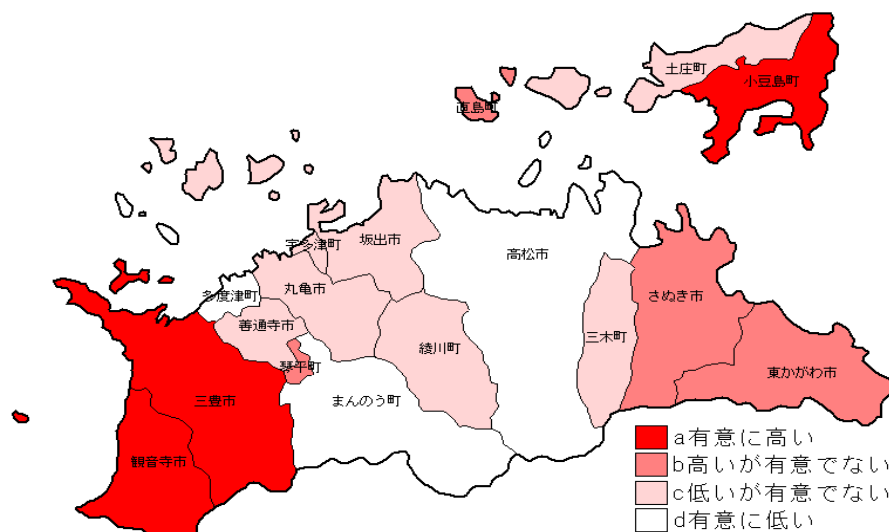 土庄町
小豆島町
直島町
宇多津町
坂出市
高松市
多度津町
丸亀市
さぬき市
善通寺市
綾川町
三木町
琴平町
東かがわ市
三豊市
まんのう町
観音寺市
a有意に高い
b高いが有意でない
c低いが有意でない
d有意に低い